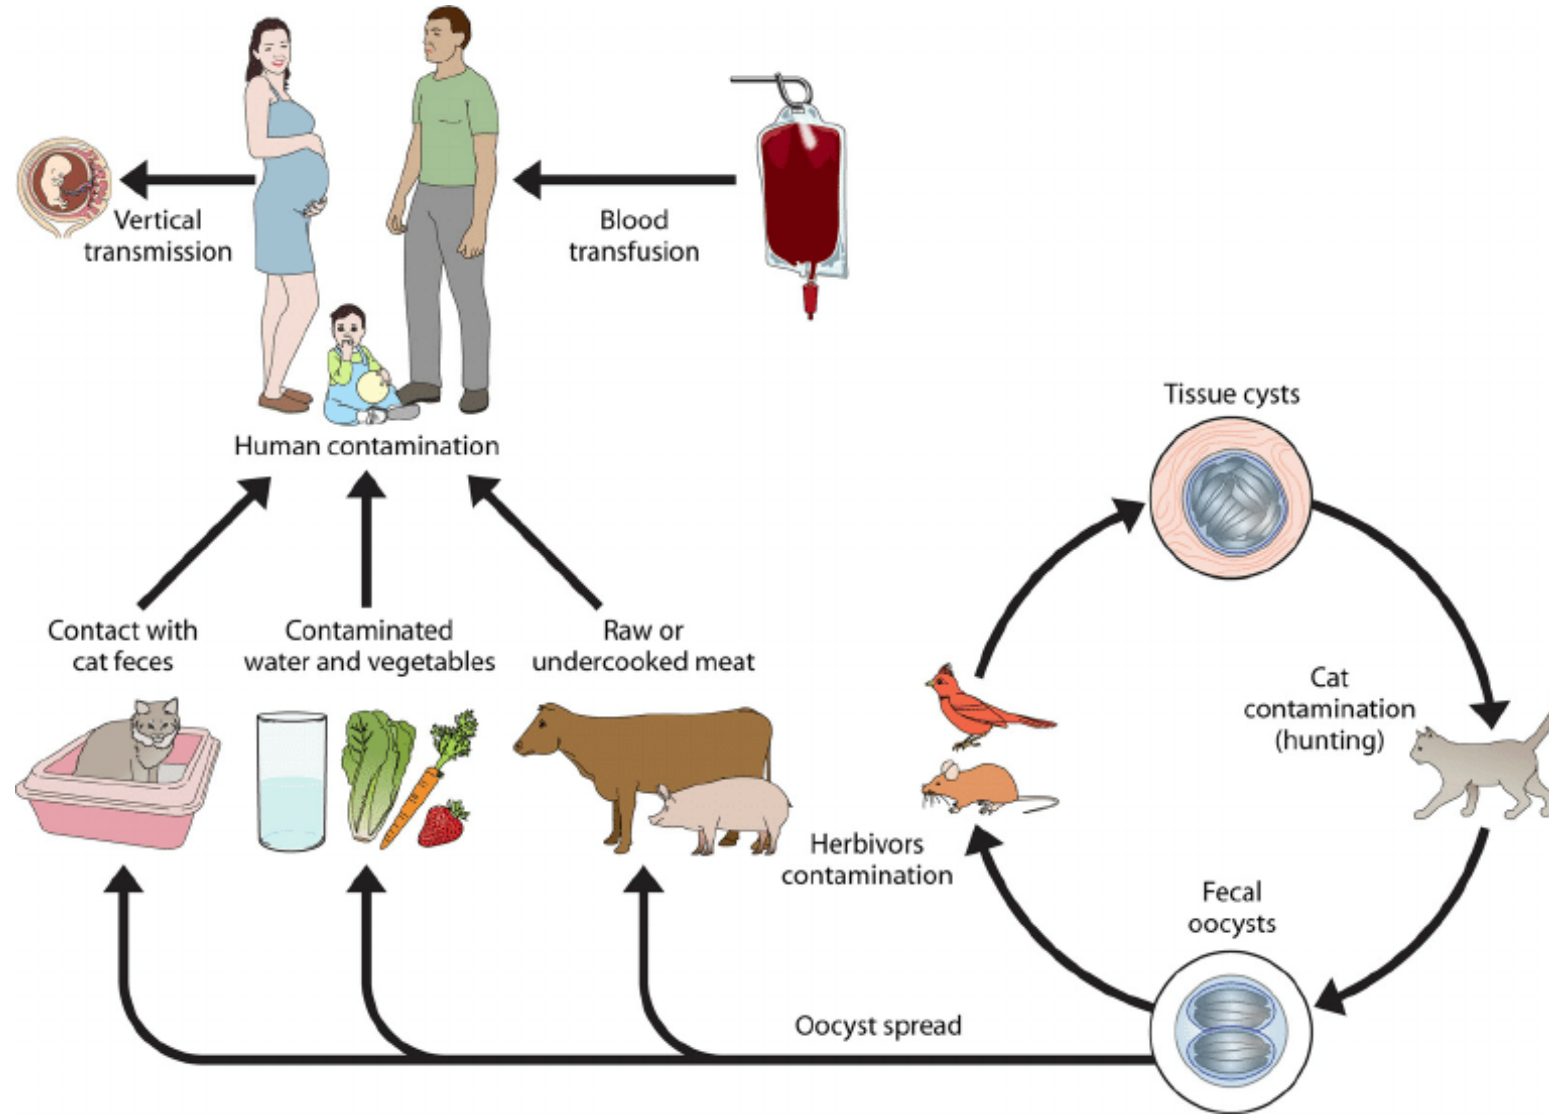 Vertical
transmission
Blood
transfusion
Human contamination
Tissue cysts
Contact with
cat feces
Contaminated
water and vegetables
Raw or
undercooked meat
Cat
contamination
(hunting)
Herbivors
contamination
Fecal
oocysts
Oocyst spread